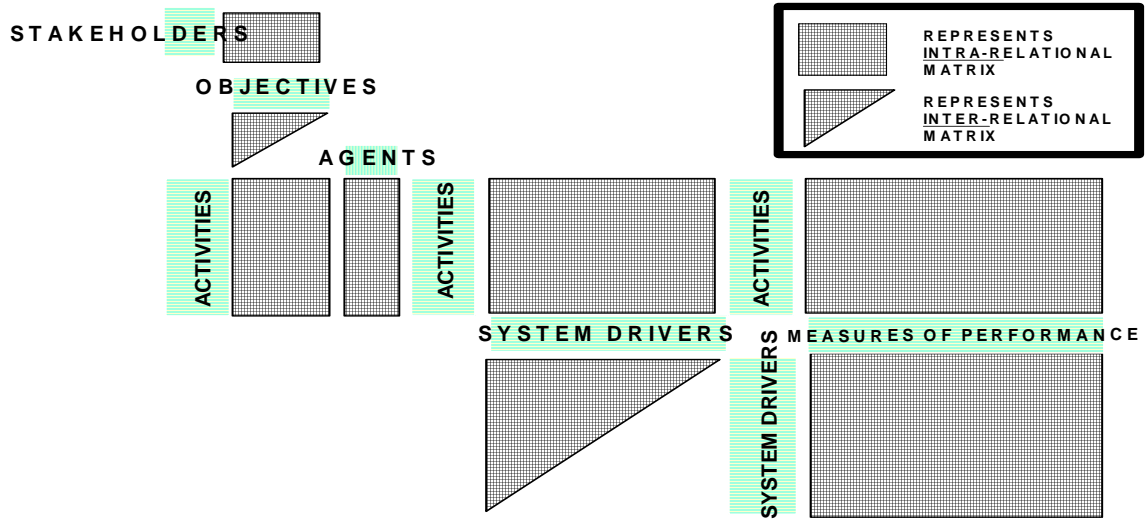 STAKEHOLDERS
OBJECTIVES
AGENTS
REPRESENTS
INTRA-RELATIONAL
MATRIX
REPRESENTS
INTER-RELATIONAL
MATRIX
ACTIVITIES
ACTIVITIES
ACTIVITIES
SYSTEM DRIVERS
MEASURES OF PERFORMANCE
SYSTEM DRIVERS